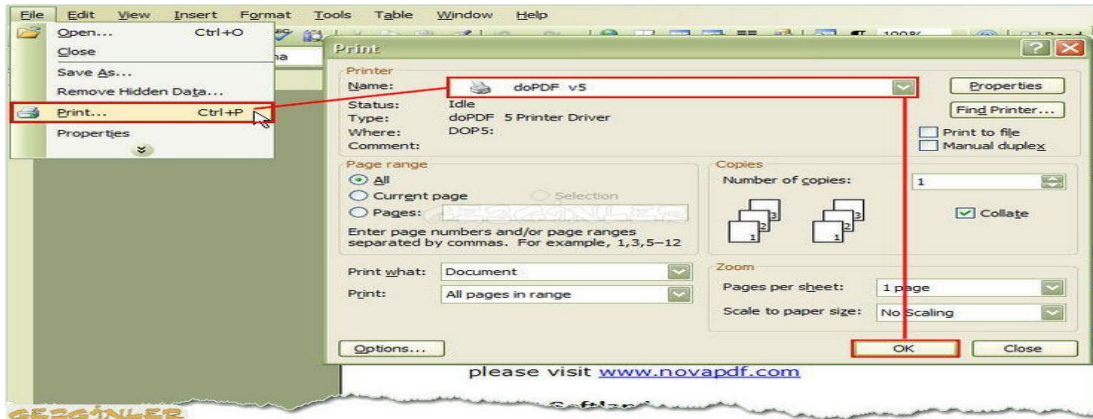 File Edit View Insert Format Tools Table Window Help
Open... Ctrl+O
Close
Save As...
Remove Hidden Data...
Print... Ctrl+P
Properties
100%
Read
Print
Printer
Name: doPDF v5 Properties
Status: Idle Find Printer...
Type: doPDF 5 Printer Driver
Where: DOP5: Print to file
Comment: Manual duplex
Page range
All
Current page Selection
Pages:
Enter page numbers and/or page ranges
separated by commas. For example, 1,3,5–12
Copies
Number of copies: 1
Collate
Print what: Document
Print: All pages in range
Zoom
Pages per sheet: 1 page
Scale to paper size: No Scaling
Options... OK Close
please visit www.novapdf.com
Softland
GEZGİNLER